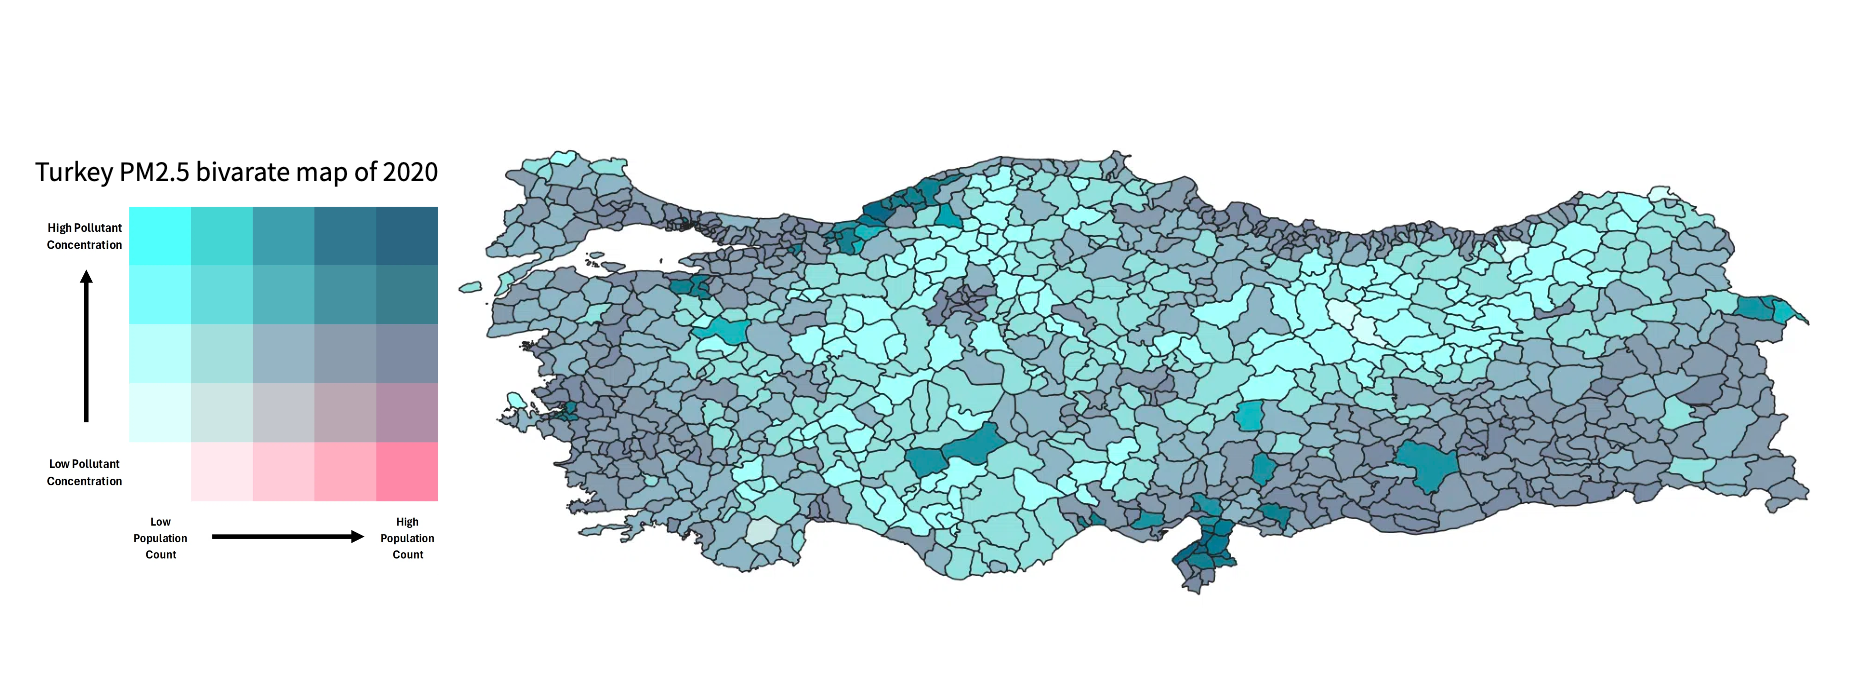 Turkey PM2.5 bivarate map of 2020
High Pollutant
Concentration
Low Pollutant
Concentration
Low
Population
Count
High
Population
Count